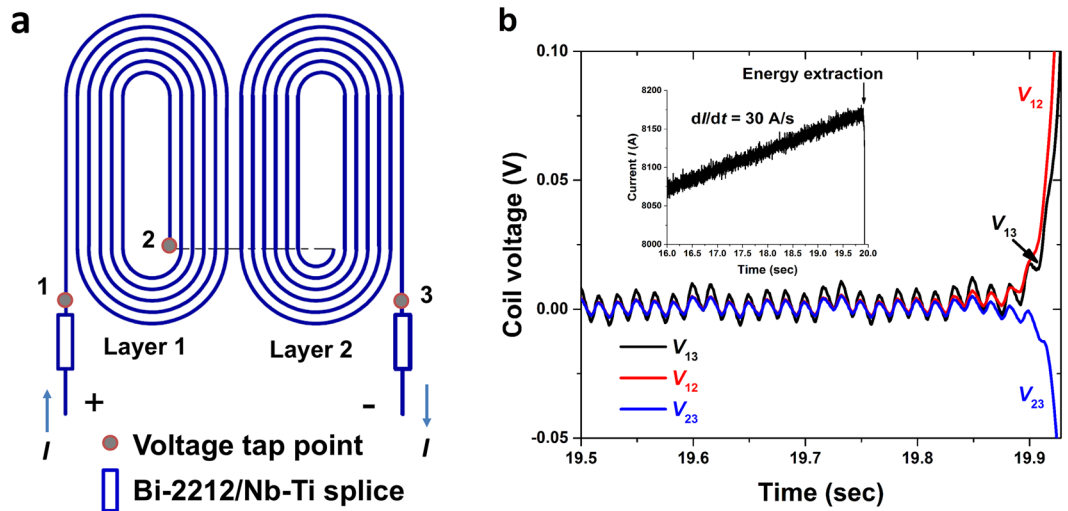 a
1
2
3
Layer 1
Layer 2
+
-
I
I
Voltage tap point
Bi-2212/Nb-Ti splice
b
Coil voltage (V)
0.10
0.05
0.00
-0.05
19.5
19.6
19.7
19.8
19.9
Time (sec)
Energy extraction
dI/dt = 30 A/s
Current I (A)
8200
8150
8100
8050
8000
16.0
16.5
17.0
17.5
18.0
18.5
19.0
19.5
20.0
Time (sec)
V12
V13
V23
V13
V12
V23